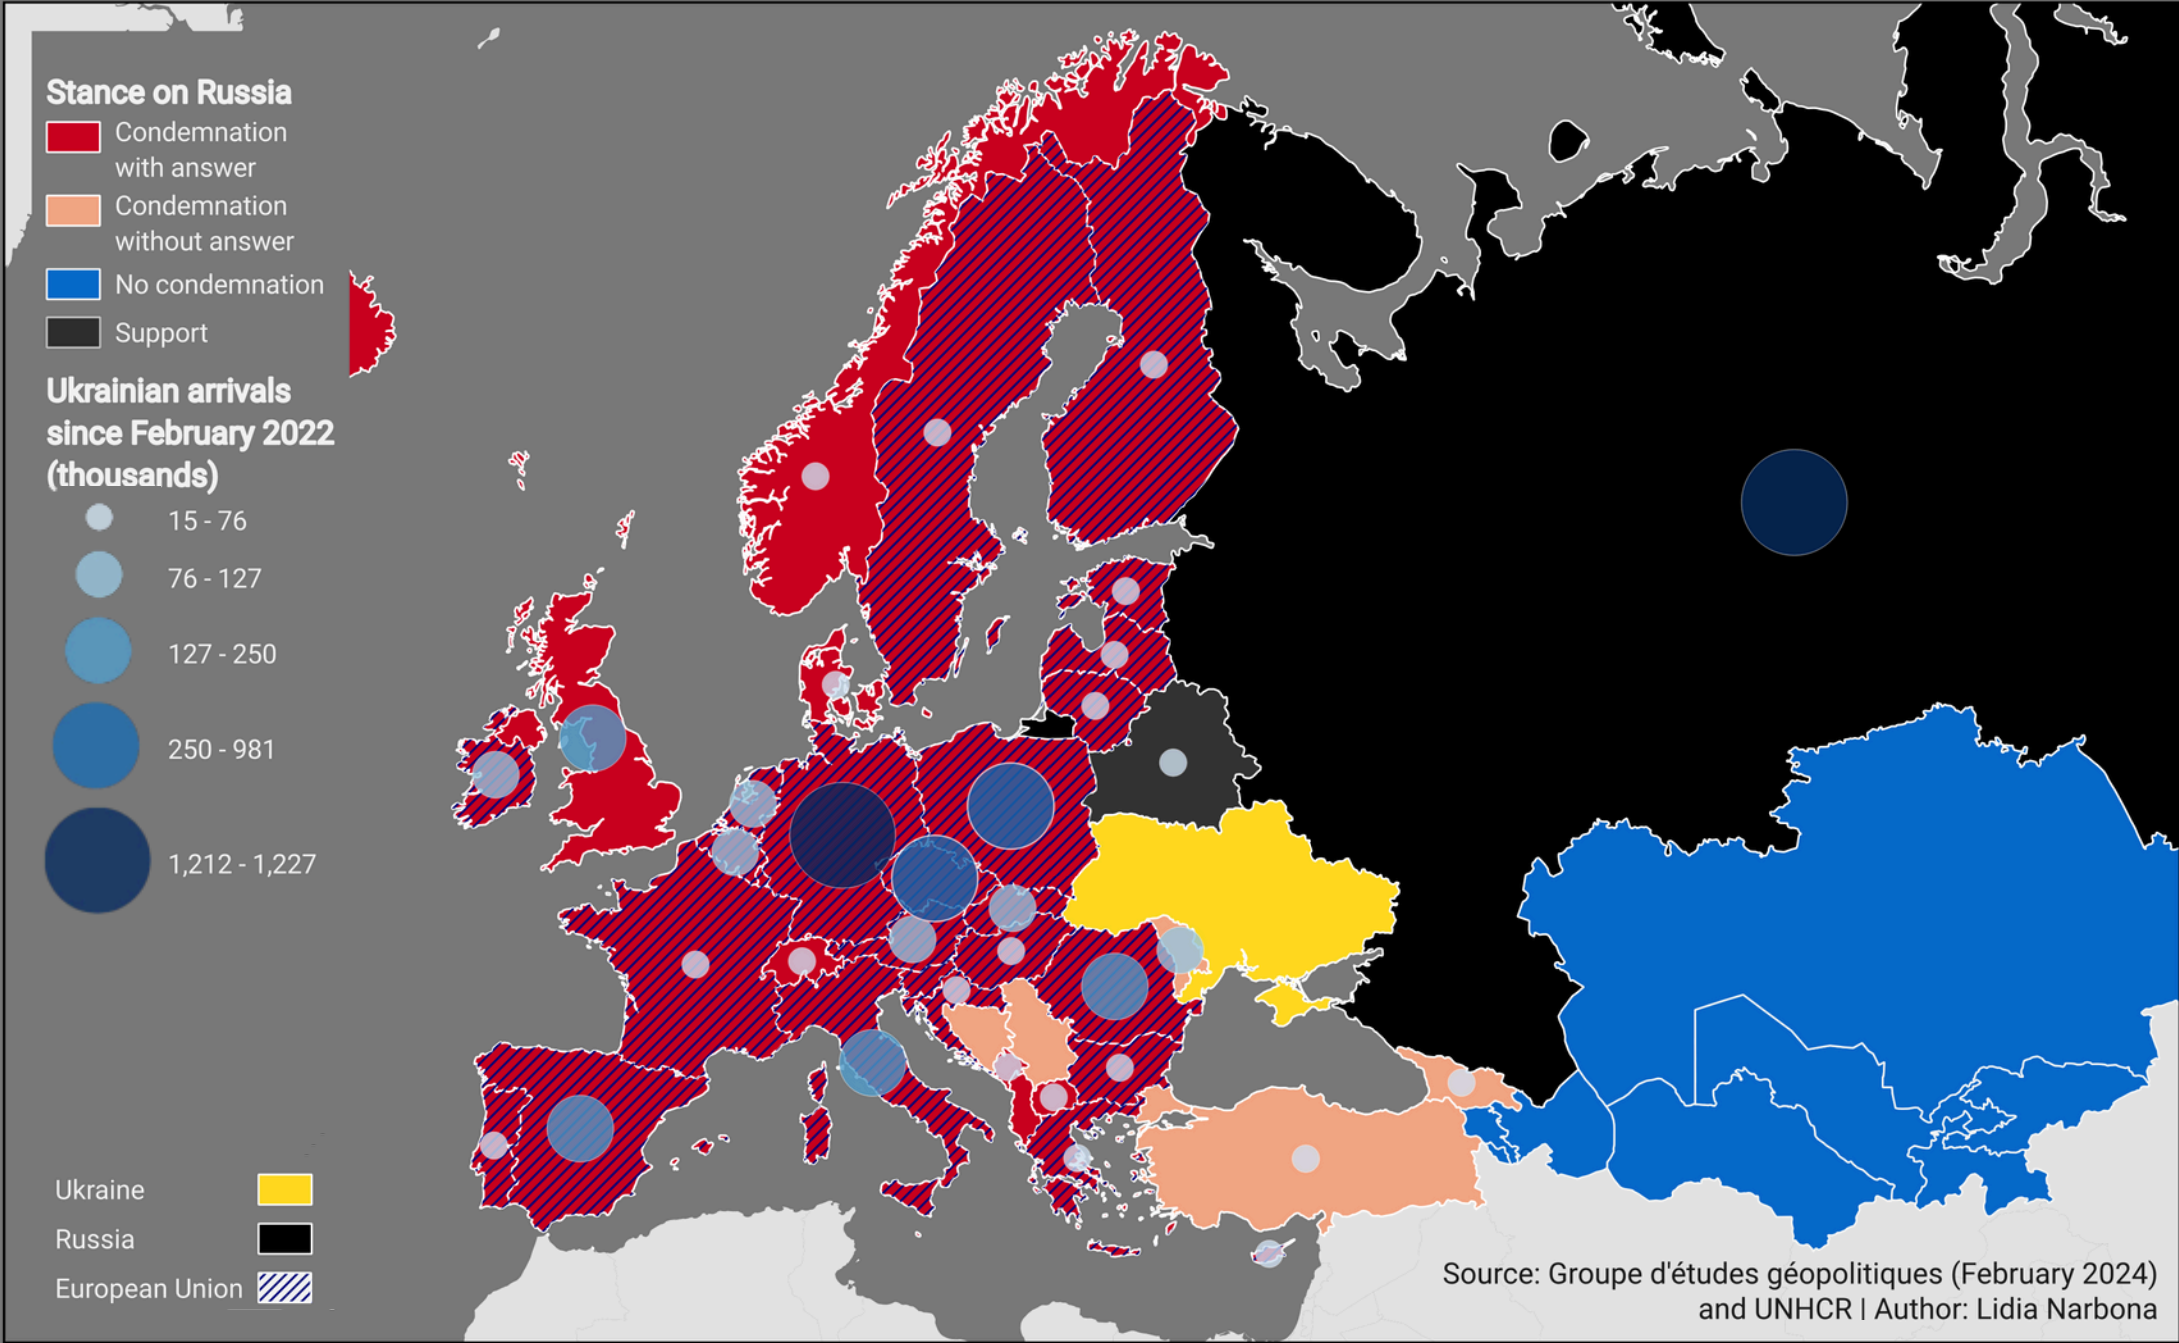 Stance on Russia
Condemnation
with answer
Condemnation
without answer
No condemnation
Support
Ukrainian arrivals
since February 2022
(thousands)
15 - 76
76 - 127
127 - 250
250 - 981
1,212 - 1,227
Ukraine
Russia
European Union
Source: Groupe d'études géopolitiques (February 2024)
and UNHCR | Author: Lidia Narbona